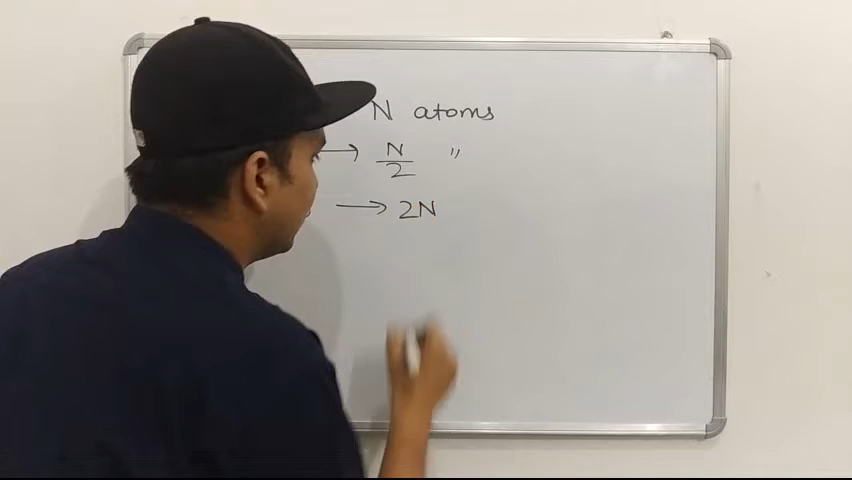 N atoms
→ N/2 "
→ 2N